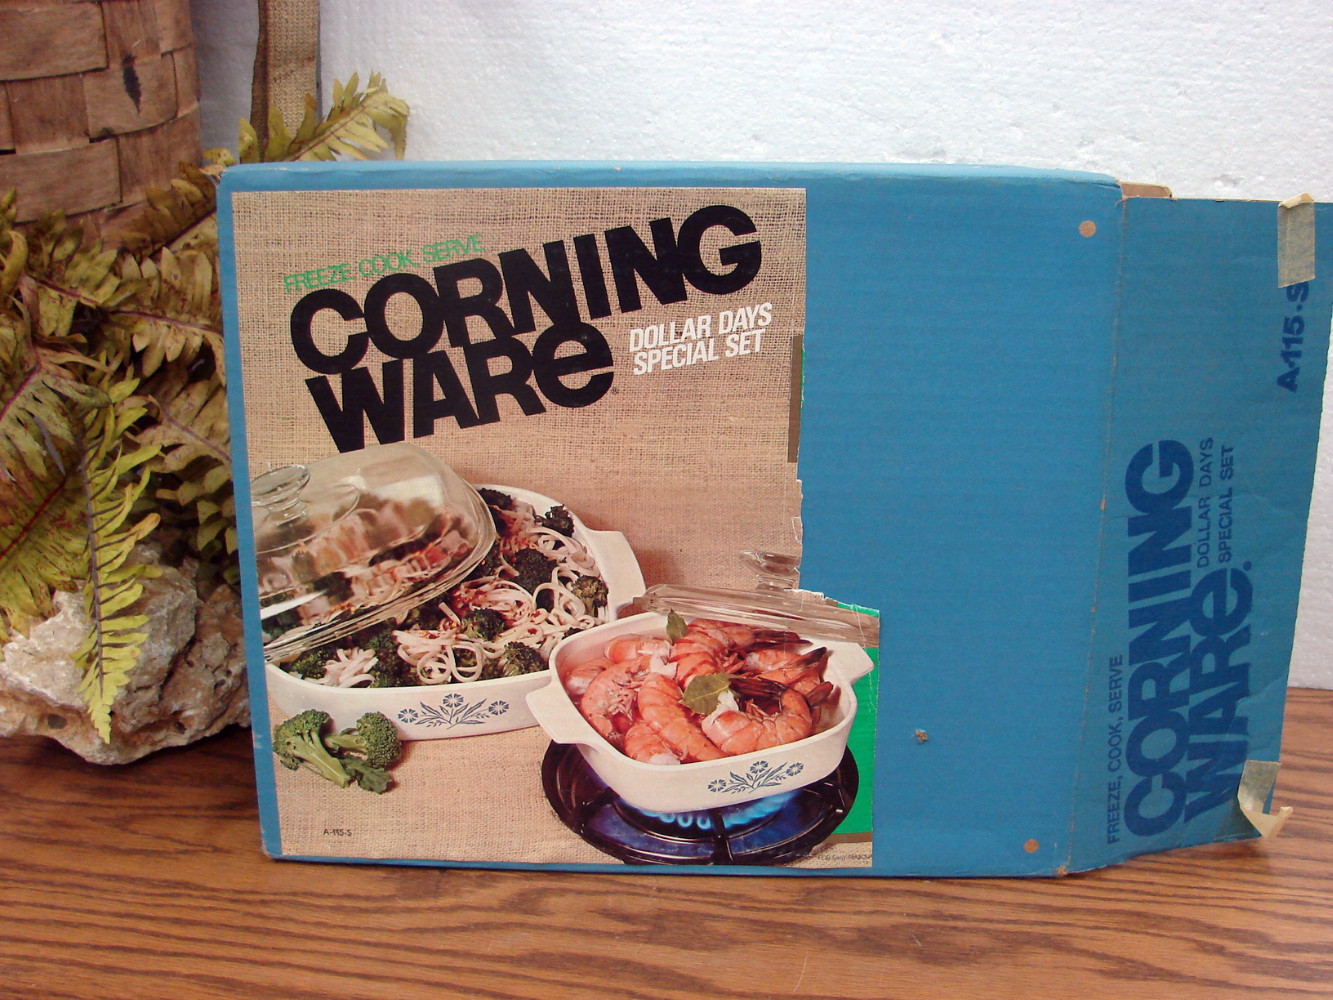 FREEZE, COOK, SERVE
CORNING
WARe®
DOLLAR DAYS
SPECIAL SET
A-115-S
FREEZE, COOK, SERVE
CORNING
WARe®
DOLLAR DAYS
SPECIAL SET
A-115-S